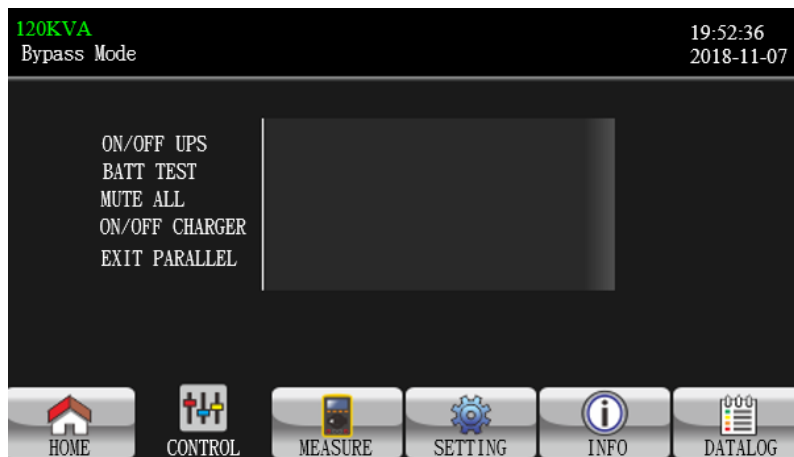 120KVA
Bypass Mode
19:52:36
2018-11-07
ON/OFF UPS
BATT TEST
MUTE ALL
ON/OFF CHARGER
EXIT PARALLEL
HOME
CONTROL
MEASURE
SETTING
INFO
DATALOG